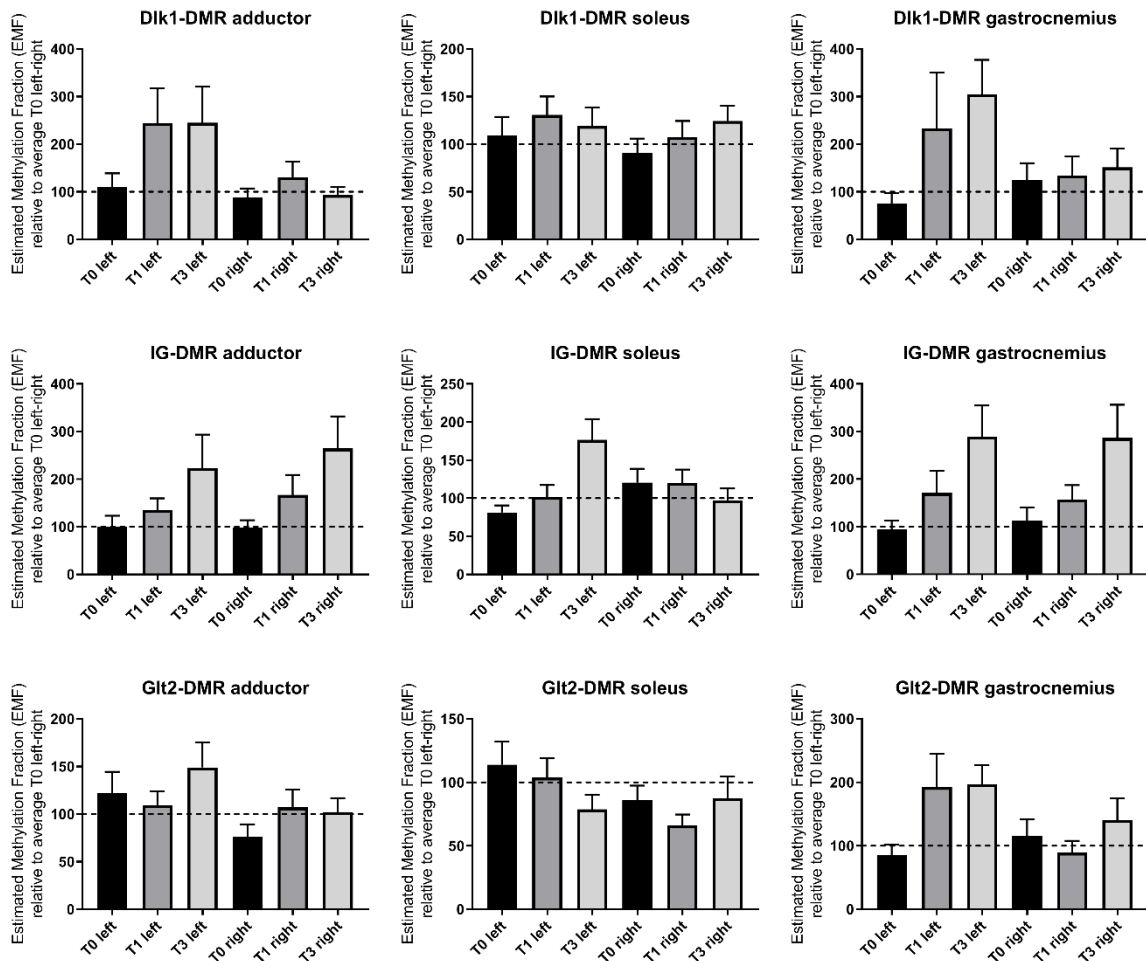 Dlk1-DMR adductor
Estimated Methylation Fraction (EMF)
relative to average T0 left-right
400
300
200
100
0
T0 left
T1 left
T3 left
T0 right
T1 right
T3 right
Dlk1-DMR soleus
Estimated Methylation Fraction (EMF)
relative to average T0 left-right
200
150
100
50
0
T0 left
T1 left
T3 left
T0 right
T1 right
T3 right
Dlk1-DMR gastrocnemius
Estimated Methylation Fraction (EMF)
relative to average T0 left-right
400
300
200
100
0
T0 left
T1 left
T3 left
T0 right
T1 right
T3 right
IG-DMR adductor
Estimated Methylation Fraction (EMF)
relative to average T0 left-right
400
300
200
100
0
T0 left
T1 left
T3 left
T0 right
T1 right
T3 right
IG-DMR soleus
Estimated Methylation Fraction (EMF)
relative to average T0 left-right
250
200
150
100
50
0
T0 left
T1 left
T3 left
T0 right
T1 right
T3 right
IG-DMR gastrocnemius
Estimated Methylation Fraction (EMF)
relative to average T0 left-right
400
300
200
100
0
T0 left
T1 left
T3 left
T0 right
T1 right
T3 right
Glt2-DMR adductor
Estimated Methylation Fraction (EMF)
relative to average T0 left-right
200
150
100
50
0
T0 left
T1 left
T3 left
T0 right
T1 right
T3 right
Glt2-DMR soleus
Estimated Methylation Fraction (EMF)
relative to average T0 left-right
150
100
50
0
T0 left
T1 left
T3 left
T0 right
T1 right
T3 right
Glt2-DMR gastrocnemius
Estimated Methylation Fraction (EMF)
relative to average T0 left-right
300
200
100
0
T0 left
T1 left
T3 left
T0 right
T1 right
T3 right